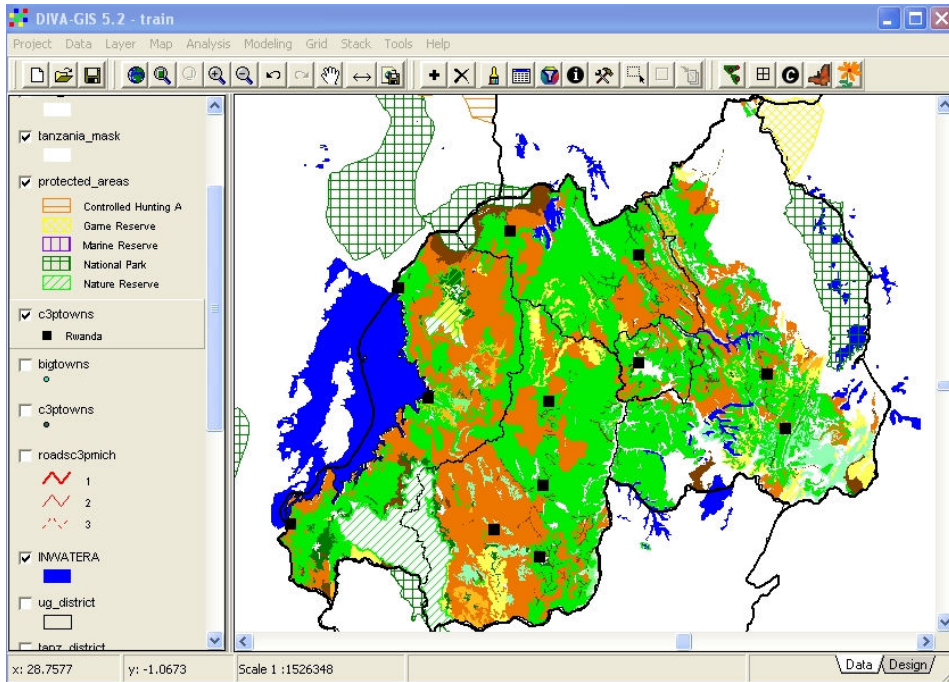 DIVA-GIS 5.2 - train
Project Data Layer Map Analysis Modeling Grid Stack Tools Help
tanzania_mask
protected_areas
Controlled Hunting A
Game Reserve
Marine Reserve
National Park
Nature Reserve
c3ptowns
Rwanda
bigtowns
c3ptowns
roadsc3pmich
1
2
3
INWATERA
ug_district
tanz_district
x: 28.7577 y: -1.0673 Scale 1 :1526348
Data Design